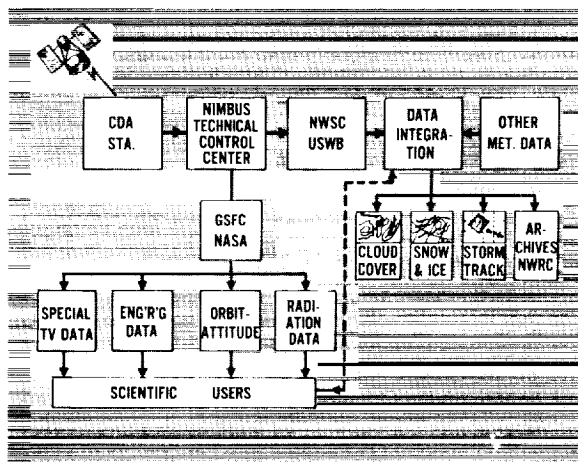 CDA
STA.
NIMBUS
TECHNICAL
CONTROL
CENTER
NWSC
USWB
DATA
INTEGRA-
TION
OTHER
MET. DATA
GSFC
NASA
CLOUD
COVER
SNOW
& ICE
STORM
TRACK
AR-
CHIVES
NWRC
SPECIAL
TV DATA
ENG'R'G
DATA
ORBIT-
ATTITUDE
RADI-
ATION
DATA
SCIENTIFIC USERS